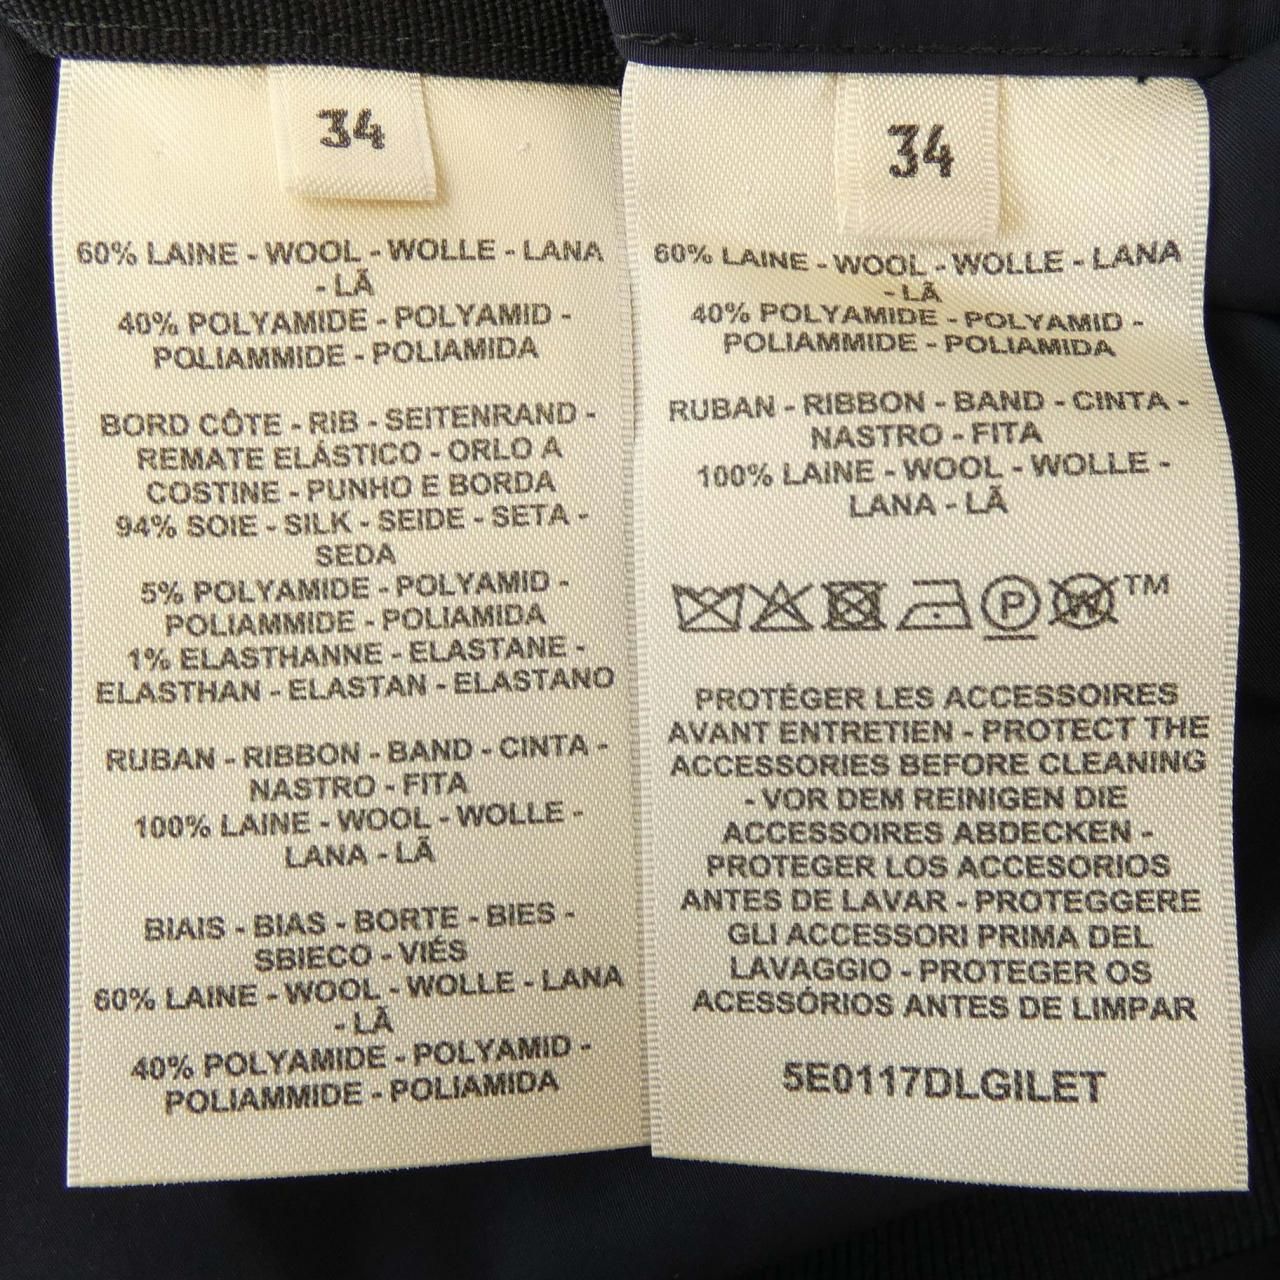 34
60% LAINE - WOOL - WOLLE - LANA
- LÃ
40% POLYAMIDE - POLYAMID -
POLIAMMIDE - POLIAMIDA
BORD CÔTE - RIB - SEITENRAND -
REMATE ELÁSTICO - ORLO A
COSTINE - PUNHO E BORDA
94% SOIE - SILK - SEIDE - SETA -
SEDA
5% POLYAMIDE - POLYAMID -
POLIAMMIDE - POLIAMIDA
1% ELASTHANNE - ELASTANE -
ELASTHAN - ELASTAN - ELASTANO
RUBAN - RIBBON - BAND - CINTA -
NASTRO - FITA
100% LAINE - WOOL - WOLLE -
LANA - LÃ
BIAIS - BIAS - BORTE - BIES -
SBIECO - VIÉS
60% LAINE - WOOL - WOLLE - LANA
- LÃ
40% POLYAMIDE - POLYAMID -
POLIAMMIDE - POLIAMIDA
34
60% LAINE - WOOL - WOLLE - LANA
- LÃ
40% POLYAMIDE - POLYAMID -
POLIAMMIDE - POLIAMIDA
RUBAN - RIBBON - BAND - CINTA -
NASTRO - FITA
100% LAINE - WOOL - WOLLE -
LANA - LÃ
P W TM
PROTÉGER LES ACCESSOIRES
AVANT ENTRETIEN - PROTECT THE
ACCESSORIES BEFORE CLEANING
- VOR DEM REINIGEN DIE
ACCESSOIRES ABDECKEN -
PROTEGER LOS ACCESORIOS
ANTES DE LAVAR - PROTEGGERE
GLI ACCESSORI PRIMA DEL
LAVAGGIO - PROTEGER OS
ACESSÓRIOS ANTES DE LIMPAR
5E0117DLGILET